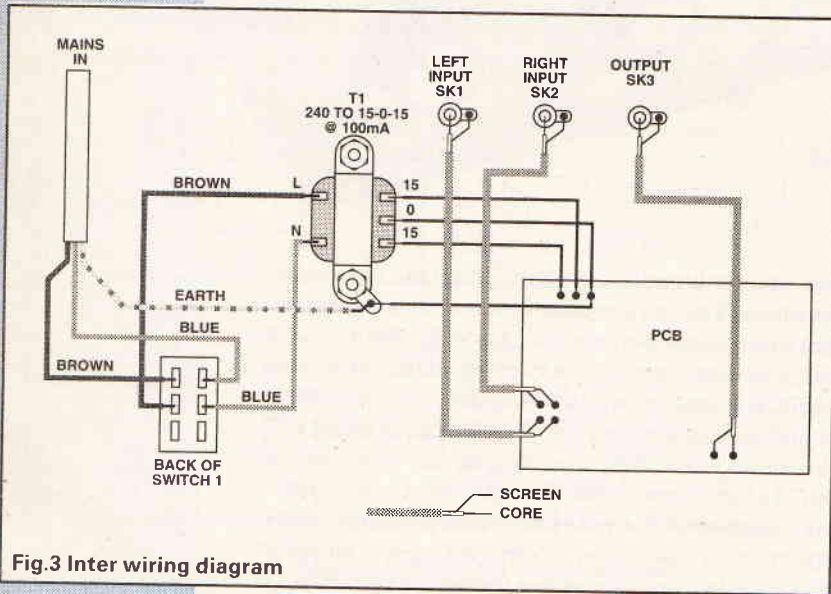 MAINS
IN
LEFT
INPUT
SK1
RIGHT
INPUT
SK2
OUTPUT
SK3
T1
240 TO 15-0-15
@ 100mA
BROWN
L
15
0
15
N
EARTH
BLUE
BROWN
BLUE
PCB
BACK OF
SWITCH 1
SCREEN
CORE
Fig.3 Inter wiring diagram